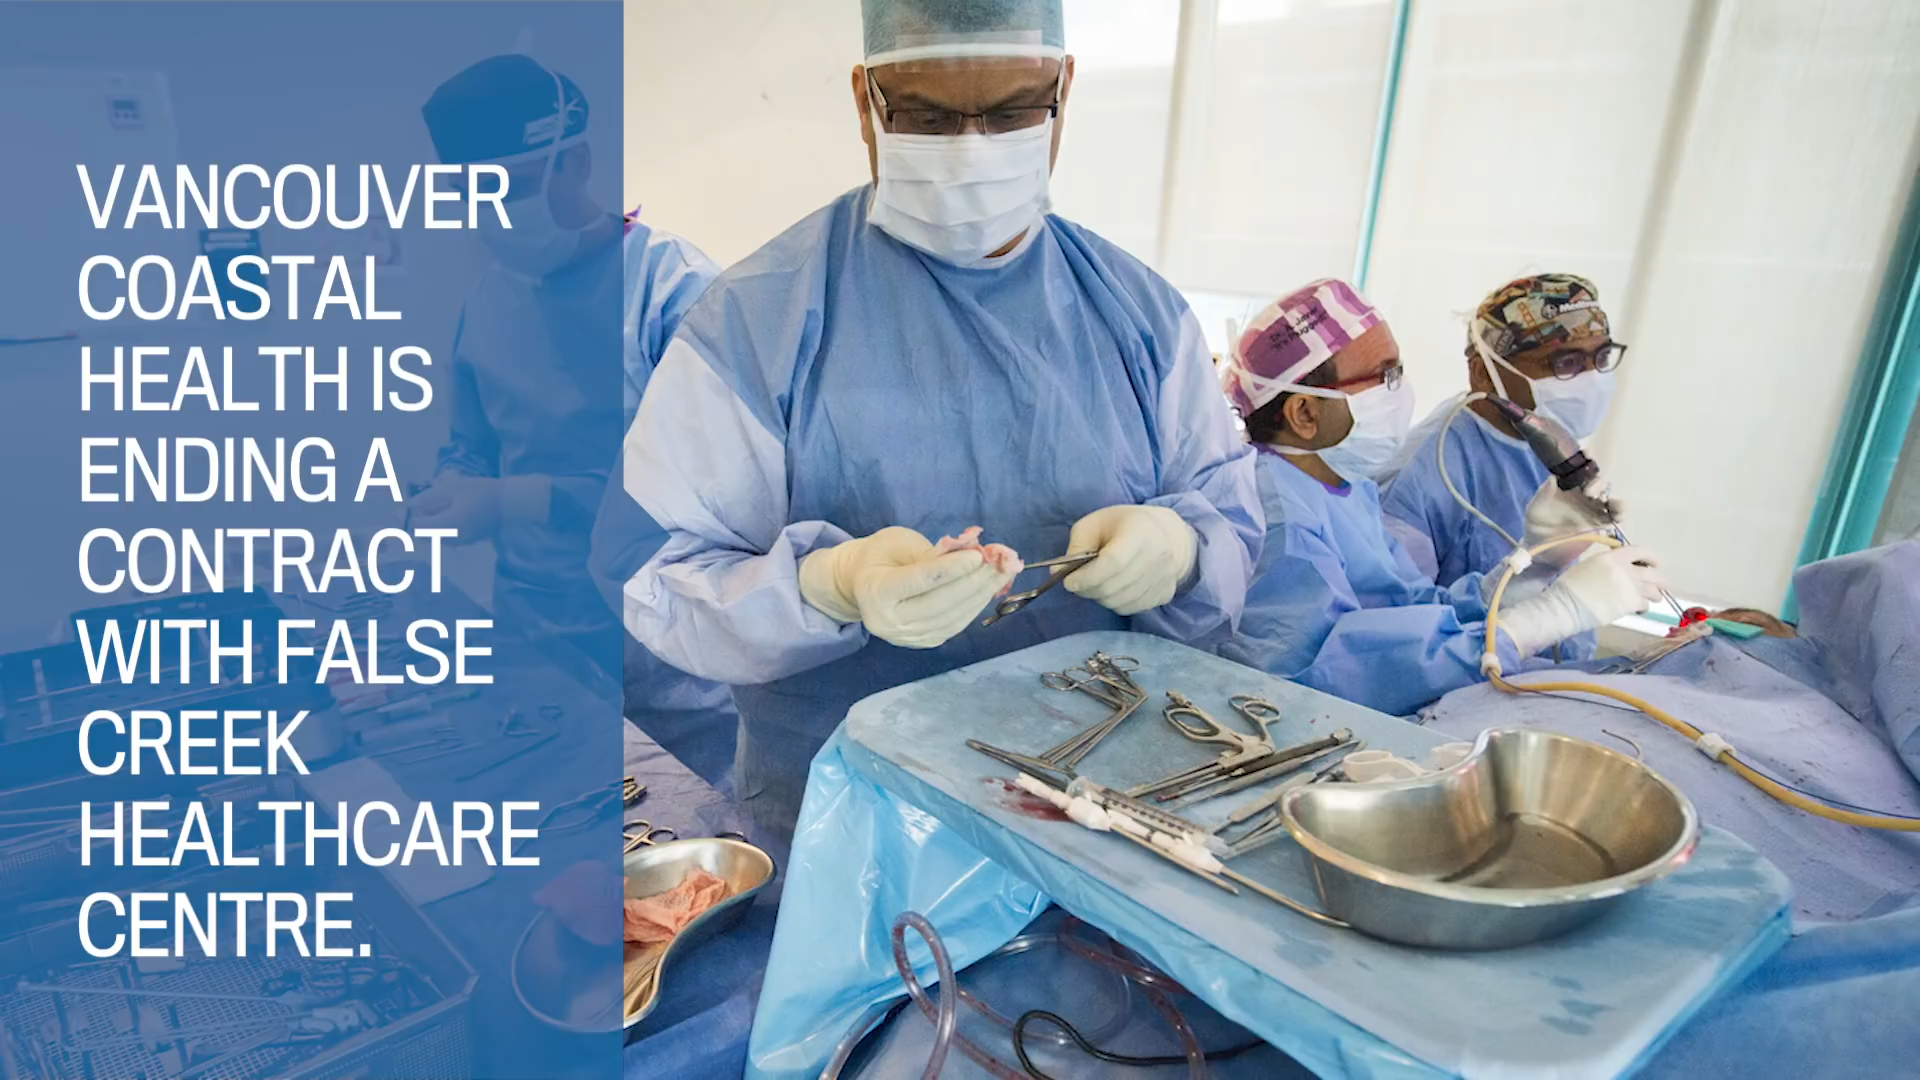 VANCOUVER
COASTAL
HEALTH IS
ENDING A
CONTRACT
WITH FALSE
CREEK
HEALTHCARE
CENTRE.